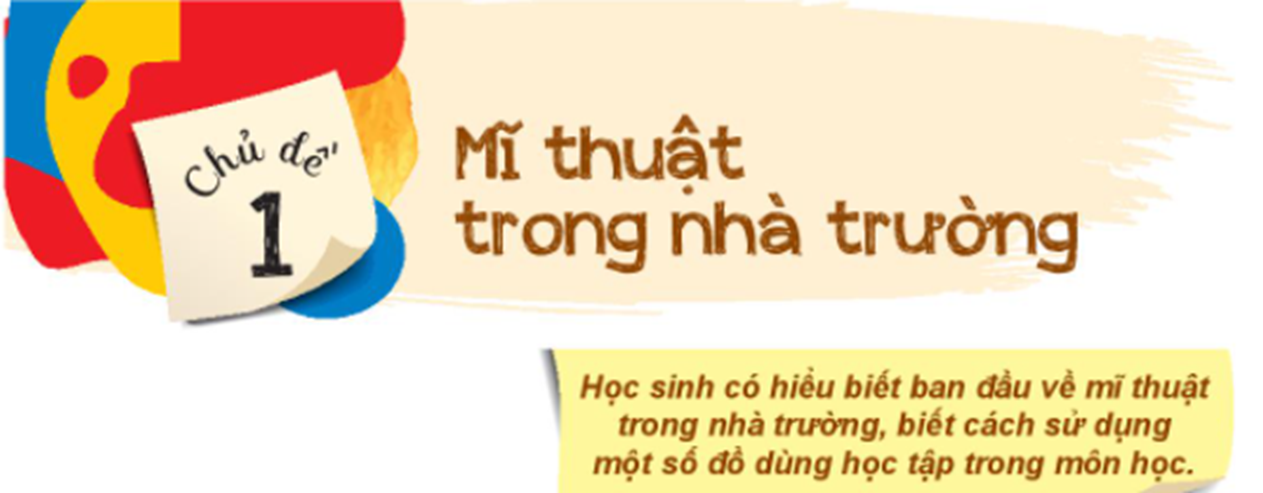 Chủ đề
1
Mĩ thuật
trong nhà trường
Học sinh có hiểu biết ban đầu về mĩ thuật
trong nhà trường, biết cách sử dụng
một số đồ dùng học tập trong môn học.